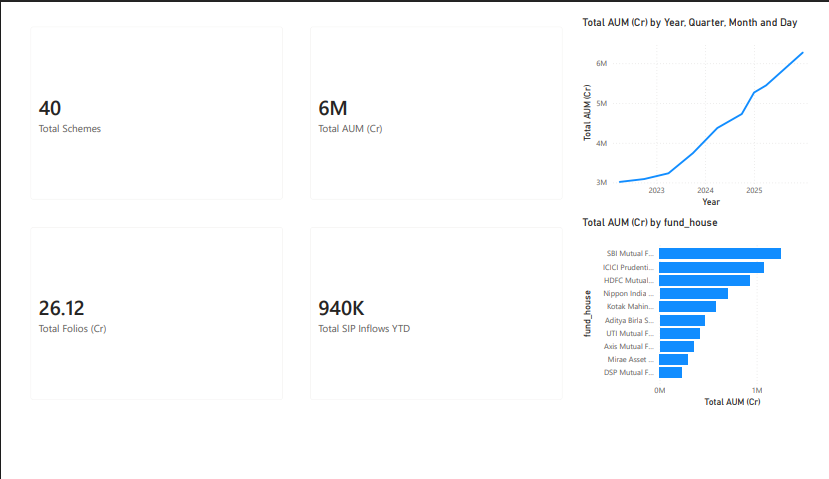 40
Total Schemes
6M
Total AUM (Cr)
26.12
Total Folios (Cr)
940K
Total SIP Inflows YTD
Total AUM (Cr) by Year, Quarter, Month and Day
Total AUM (Cr)
6M
5M
4M
3M
2023 2024 2025
Year
Total AUM (Cr) by fund_house
fund_house
SBI Mutual F...
ICICI Prudenti...
HDFC Mutual...
Nippon India ...
Kotak Mahin...
Aditya Birla S...
UTI Mutual F...
Axis Mutual F...
Mirae Asset ...
DSP Mutual F...
0M 1M
Total AUM (Cr)